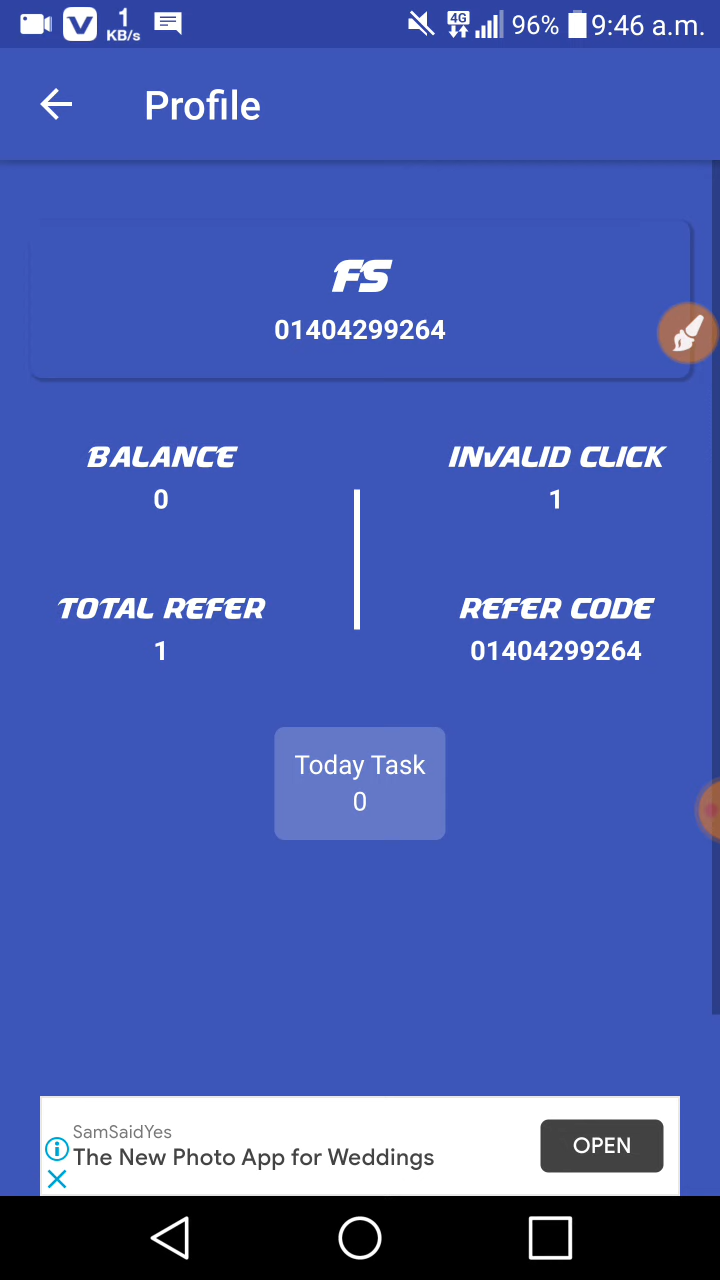 1
KB/s
4G
96%
9:46 a.m.
Profile
FS
01404299264
BALANCE
0
INVALID CLICK
1
TOTAL REFER
1
REFER CODE
01404299264
Today Task
0
SamSaidYes
The New Photo App for Weddings
OPEN